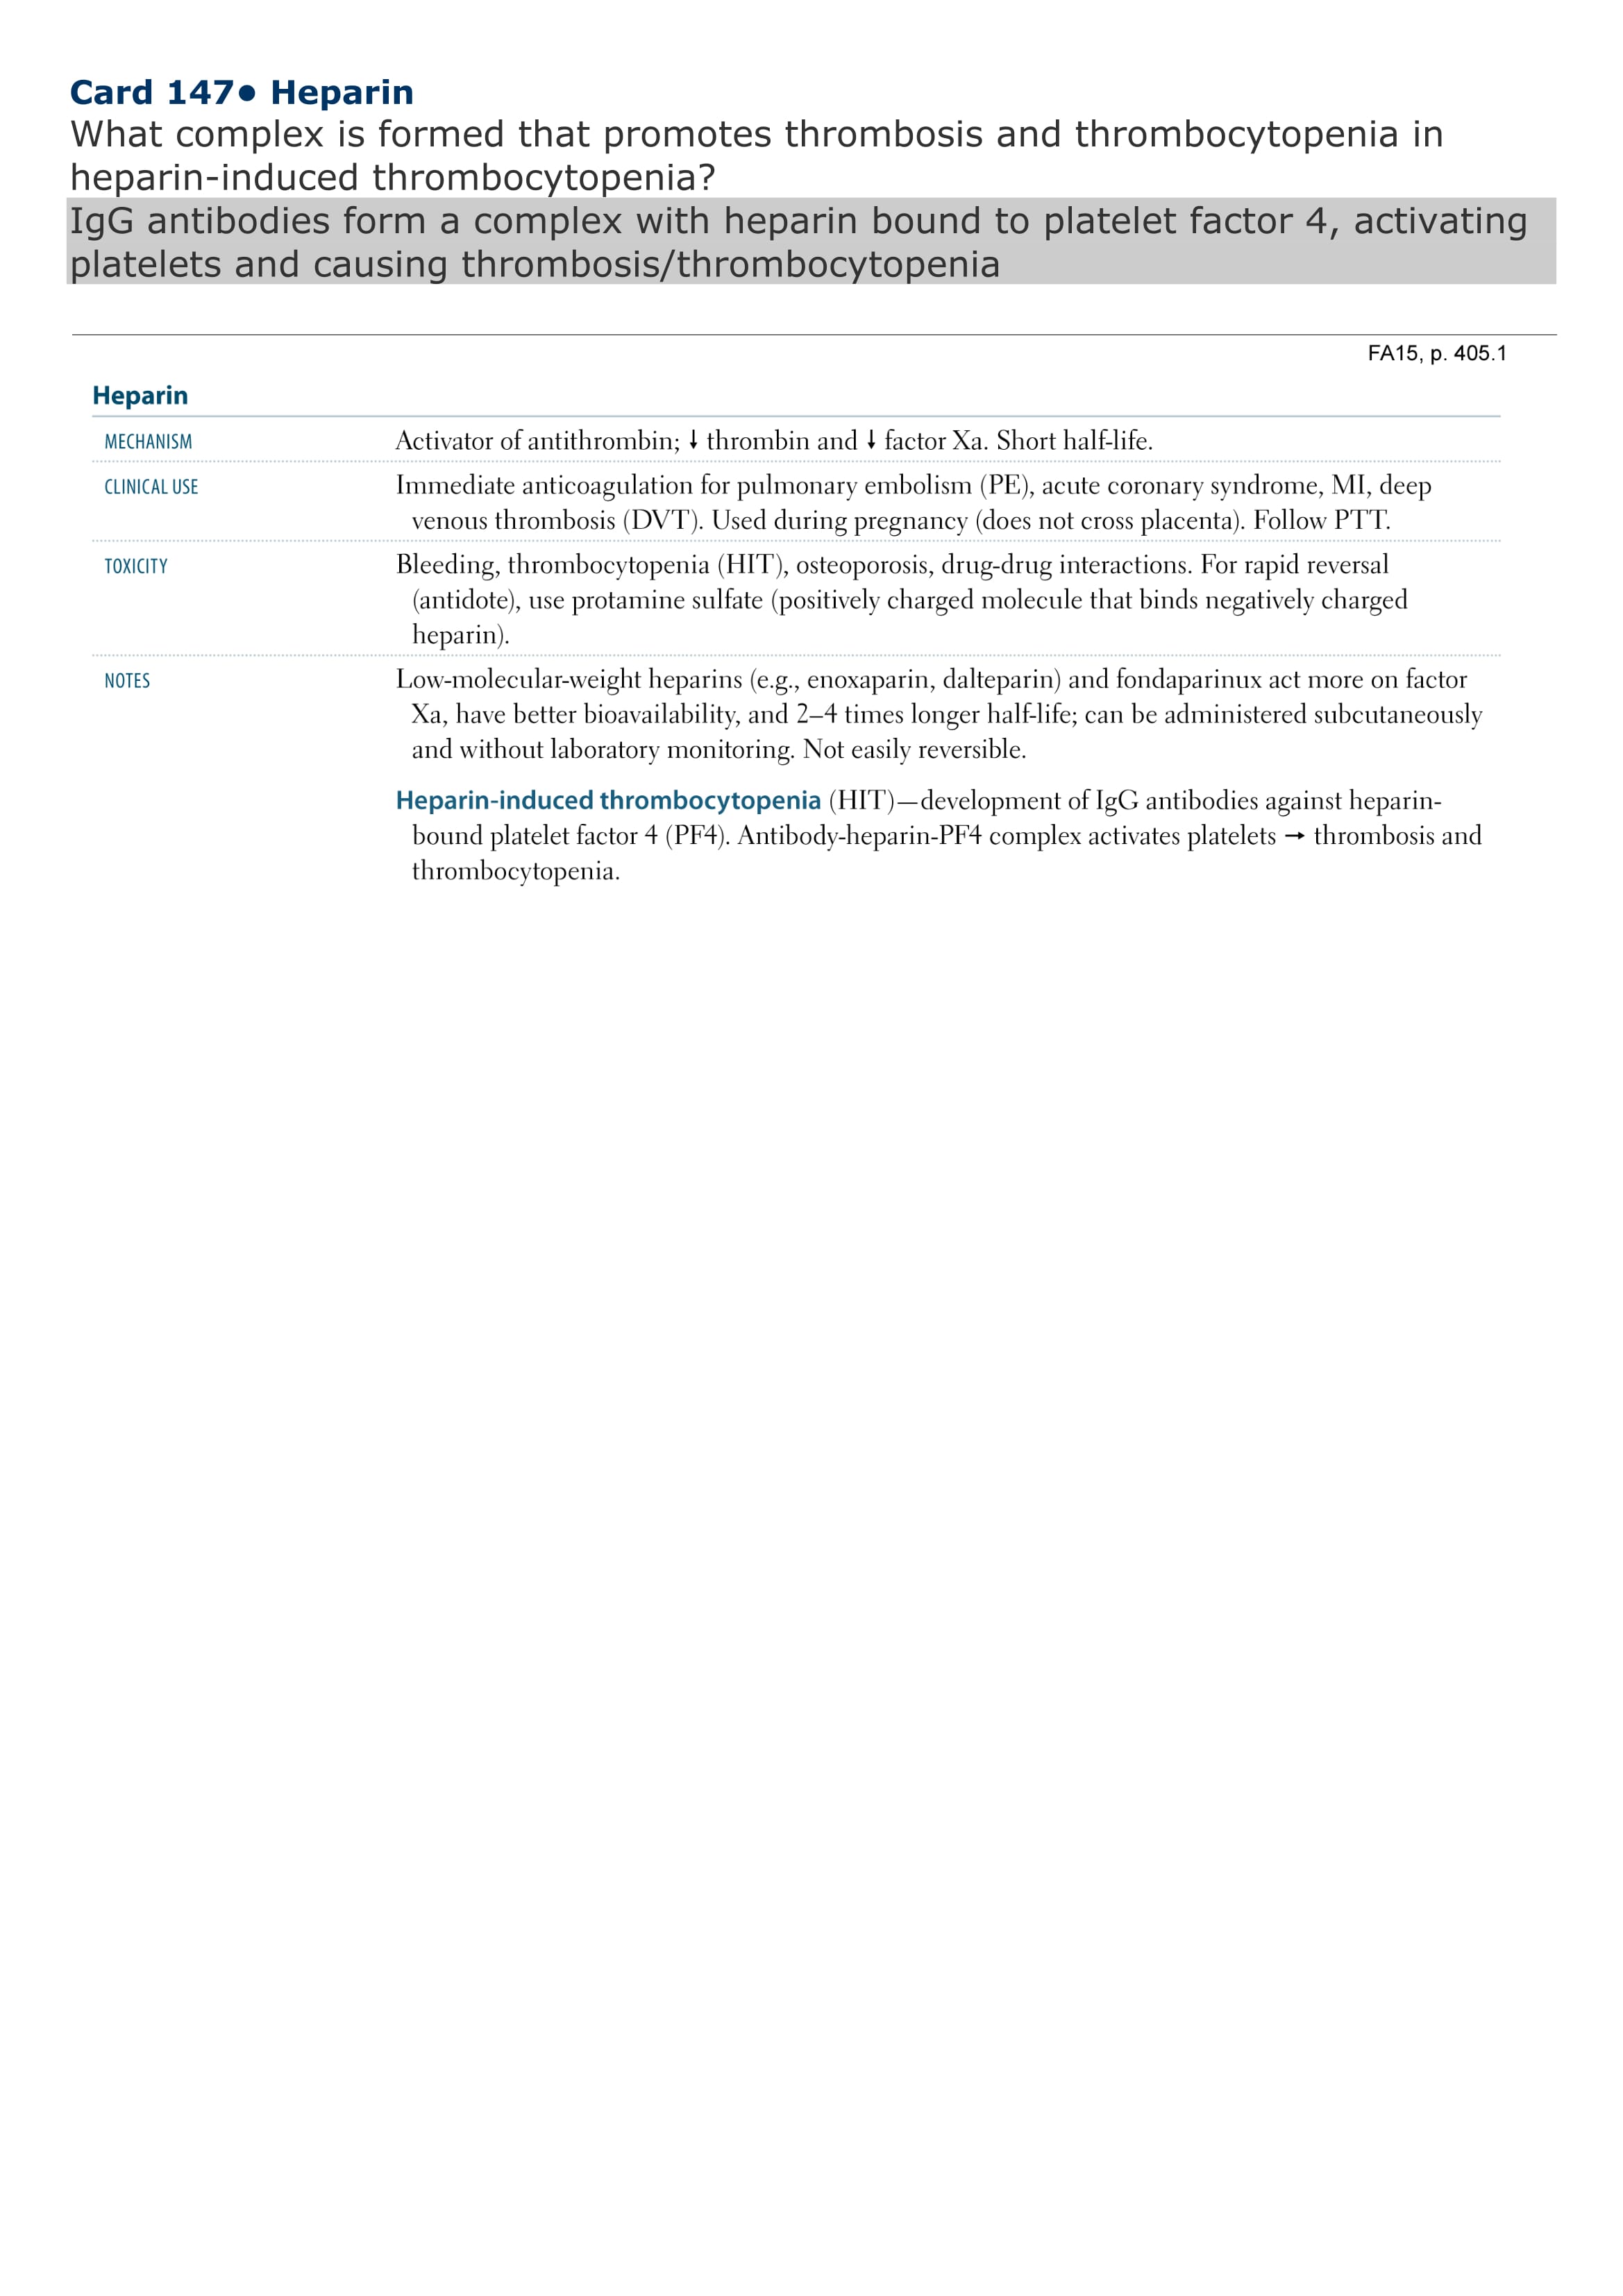 Card 147● Heparin
What complex is formed that promotes thrombosis and thrombocytopenia in
heparin-induced thrombocytopenia?
IgG antibodies form a complex with heparin bound to platelet factor 4, activating
platelets and causing thrombosis/thrombocytopenia
FA15, p. 405.1
Heparin
MECHANISM Activator of antithrombin; ↓ thrombin and ↓ factor Xa. Short half-life.
CLINICAL USE Immediate anticoagulation for pulmonary embolism (PE), acute coronary syndrome, MI, deep
venous thrombosis (DVT). Used during pregnancy (does not cross placenta). Follow PTT.
TOXICITY Bleeding, thrombocytopenia (HIT), osteoporosis, drug-drug interactions. For rapid reversal
(antidote), use protamine sulfate (positively charged molecule that binds negatively charged
heparin).
NOTES Low-molecular-weight heparins (e.g., enoxaparin, dalteparin) and fondaparinux act more on factor
Xa, have better bioavailability, and 2–4 times longer half-life; can be administered subcutaneously
and without laboratory monitoring. Not easily reversible.
Heparin-induced thrombocytopenia (HIT)—development of IgG antibodies against heparin-
bound platelet factor 4 (PF4). Antibody-heparin-PF4 complex activates platelets → thrombosis and
thrombocytopenia.